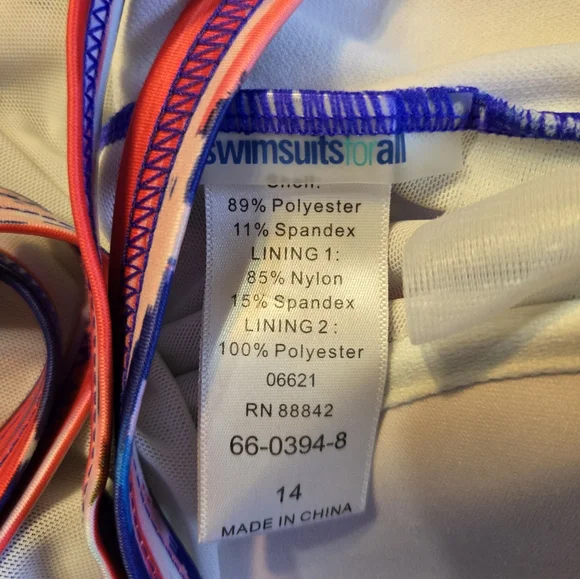 swimsuitsforall
Shell:
89% Polyester
11% Spandex
LINING 1:
85% Nylon
15% Spandex
LINING 2:
100% Polyester
06621
RN 88842
66-0394-8
14
MADE IN CHINA